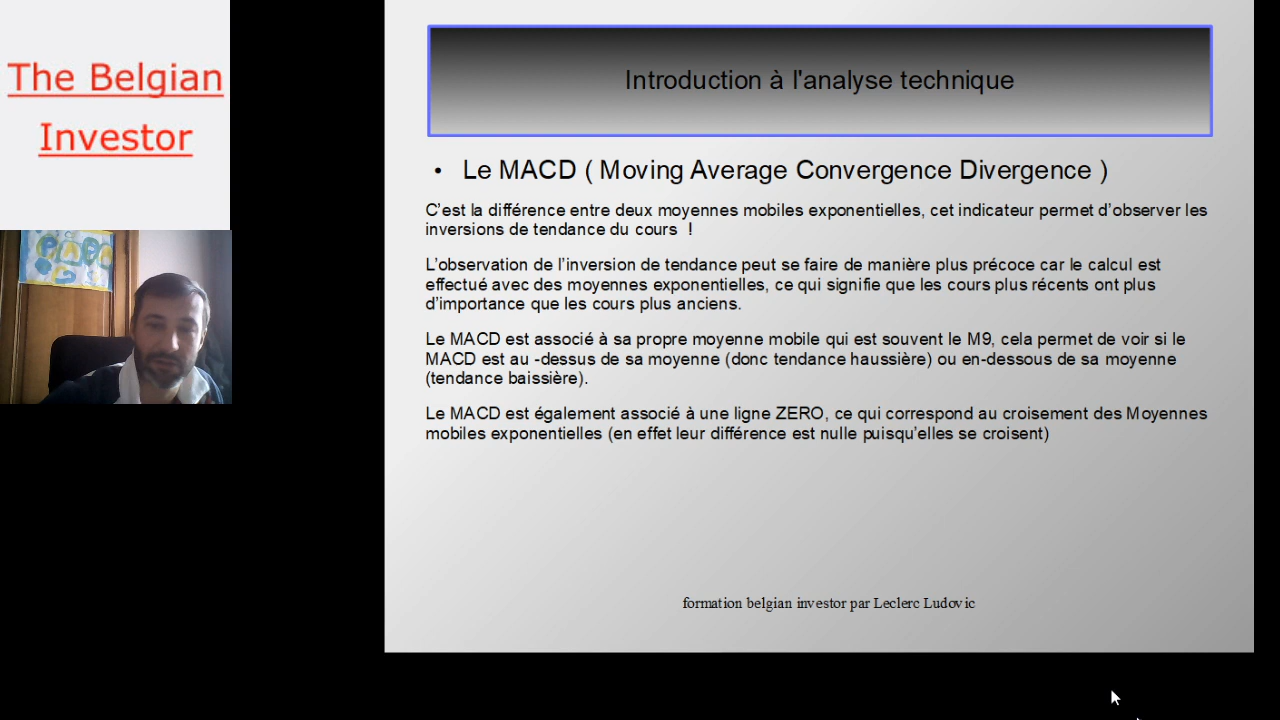 The Belgian
Investor
Introduction à l'analyse technique
• Le MACD ( Moving Average Convergence Divergence )
C’est la différence entre deux moyennes mobiles exponentielles, cet indicateur permet d’observer les
inversions de tendance du cours !
L’observation de l’inversion de tendance peut se faire de manière plus précoce car le calcul est
effectué avec des moyennes exponentielles, ce qui signifie que les cours plus récents ont plus
d’importance que les cours plus anciens.
Le MACD est associé à sa propre moyenne mobile qui est souvent le M9, cela permet de voir si le
MACD est au -dessus de sa moyenne (donc tendance haussière) ou en-dessous de sa moyenne
(tendance baissière).
Le MACD est également associé à une ligne ZERO, ce qui correspond au croisement des Moyennes
mobiles exponentielles (en effet leur différence est nulle puisqu’elles se croisent)
formation belgian investor par Leclerc Ludovic